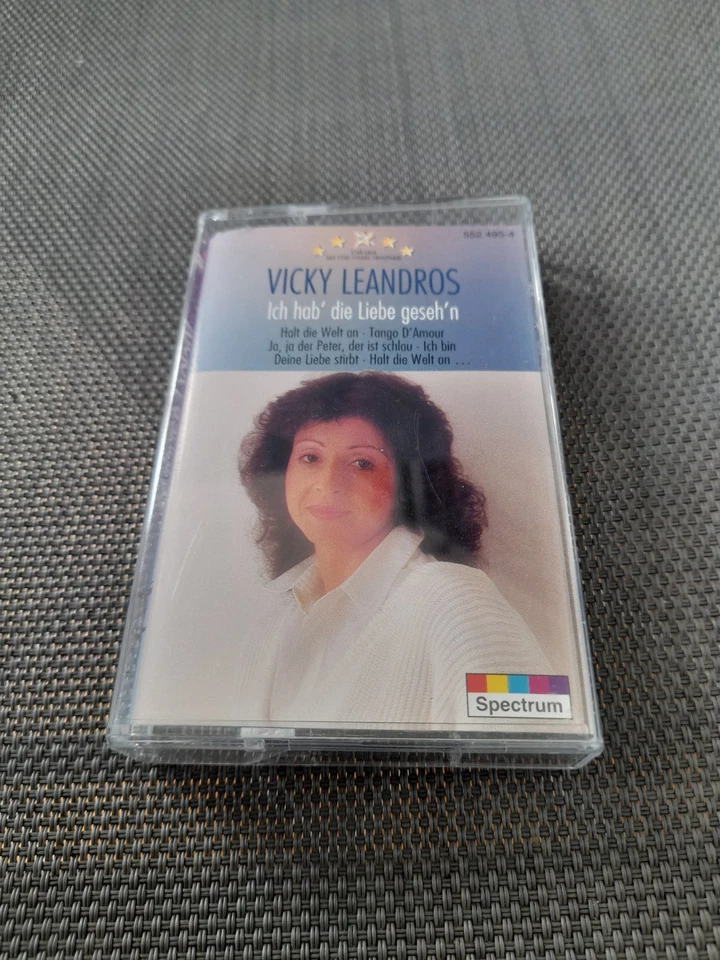 552 495-4
VICKY LEANDROS
Ich hab' die Liebe geseh'n
Halt die Welt an · Tango D'Amour
Ja, ja der Peter, der ist schlau · Ich bin
Deine Liebe stirbt · Halt die Welt an ...
Spectrum